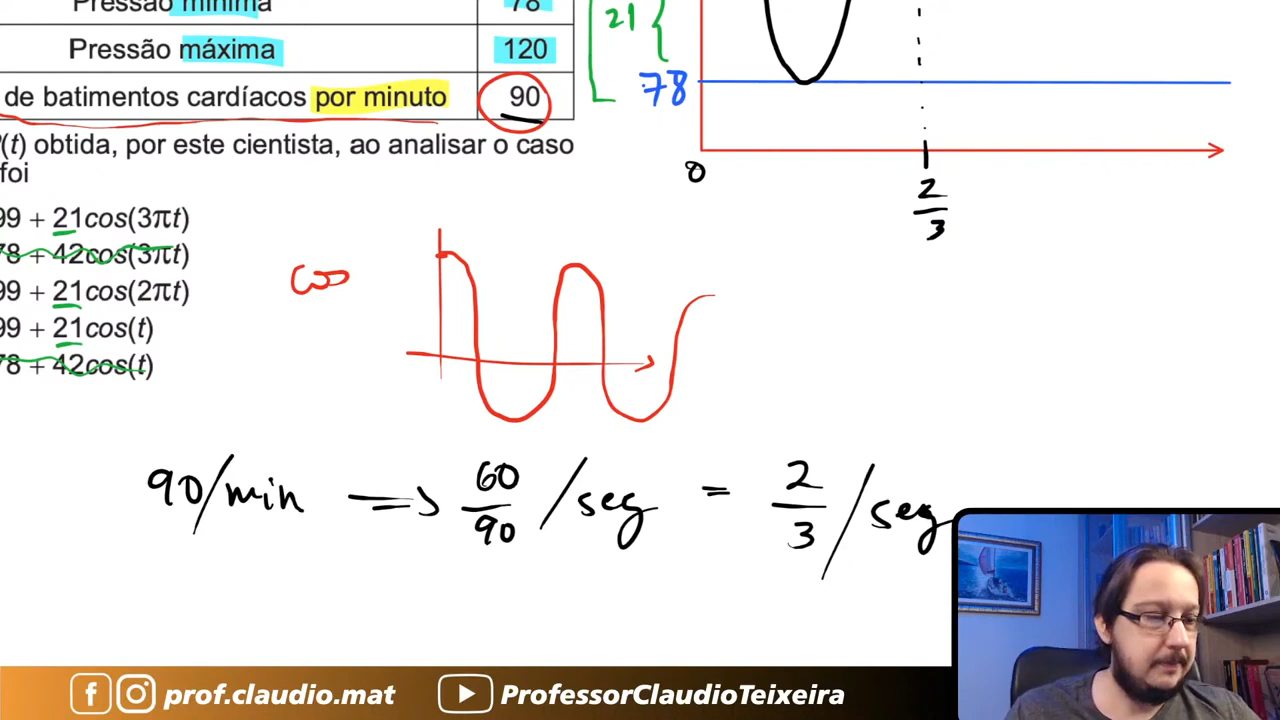 Pressão mínima 78
Pressão máxima 120
de batimentos cardíacos por minuto 90
(t) obtida, por este cientista, ao analisar o caso
foi
99 + 21cos(3πt)
78 + 42cos(3πt)
99 + 21cos(2πt)
99 + 21cos(t)
78 + 42cos(t)
21 {
78
0
2/3
cos
90/min ⟹ 60/90 /seg = 2/3 /seg
prof.claudio.mat
ProfessorClaudioTeixeira